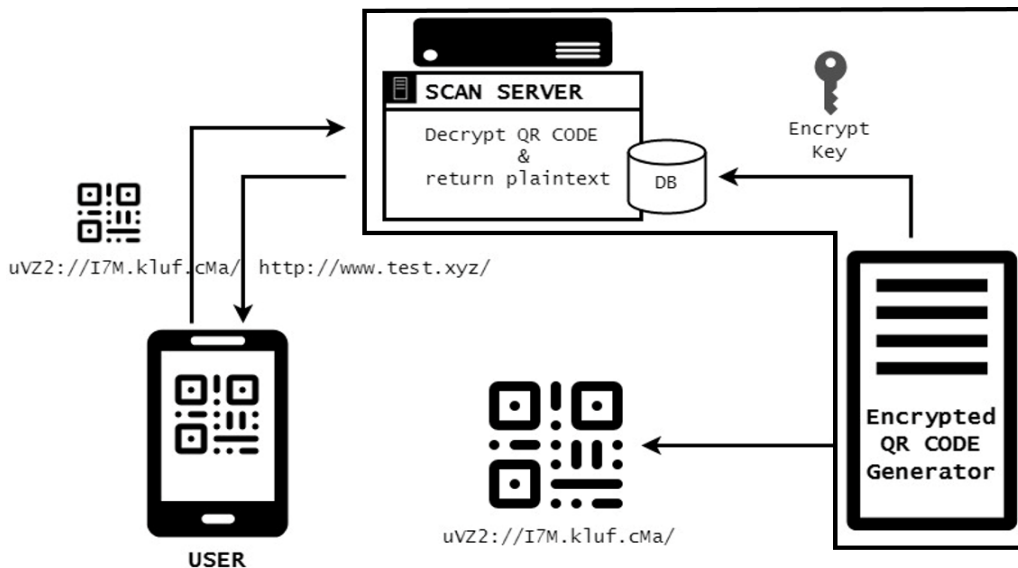 SCAN SERVER
Decrypt QR CODE
&
return plaintext
DB
Encrypt
Key
uVZ2://I7M.kluf.cMa/
http://www.test.xyz/
Encrypted
QR CODE
Generator
uVZ2://I7M.kluf.cMa/
USER